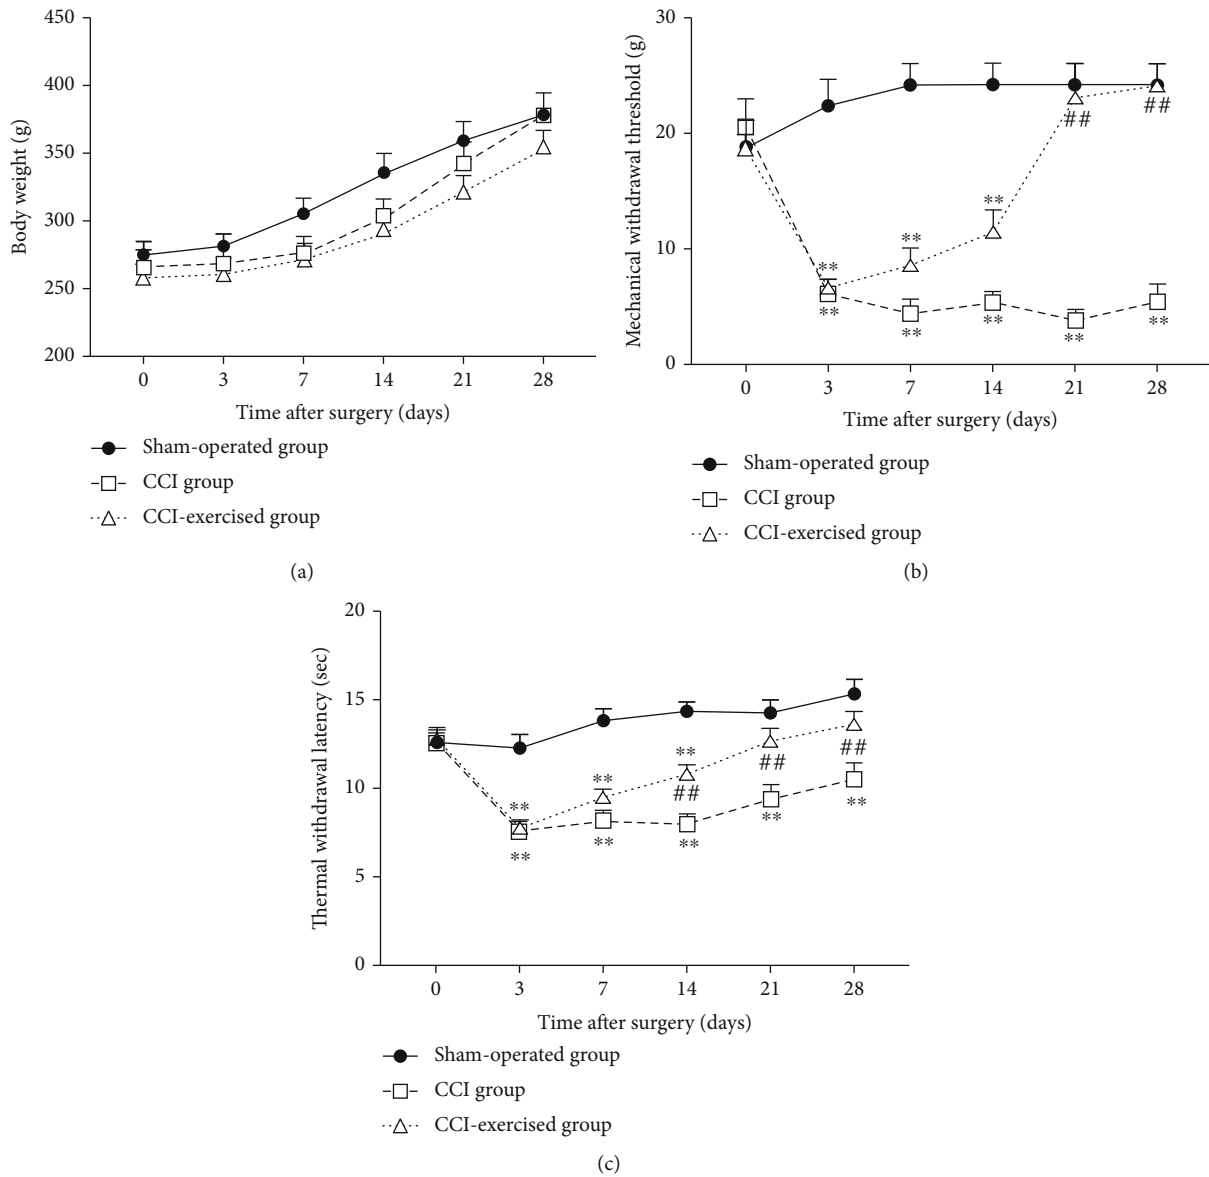 450
400
350
300
250
200
Body weight (g)
0 3 7 14 21 28
Time after surgery (days)
Sham-operated group
CCI group
CCI-exercised group
(a)
30
20
10
0
Mechanical withdrawal threshold (g)
** ** **
** ** ** ** **
## ##
0 3 7 14 21 28
Time after surgery (days)
Sham-operated group
CCI group
CCI-exercised group
(b)
20
15
10
5
0
Thermal withdrawal latency (sec)
** ** **
## ## ##
** ** ** ** **
0 3 7 14 21 28
Time after surgery (days)
Sham-operated group
CCI group
CCI-exercised group
(c)